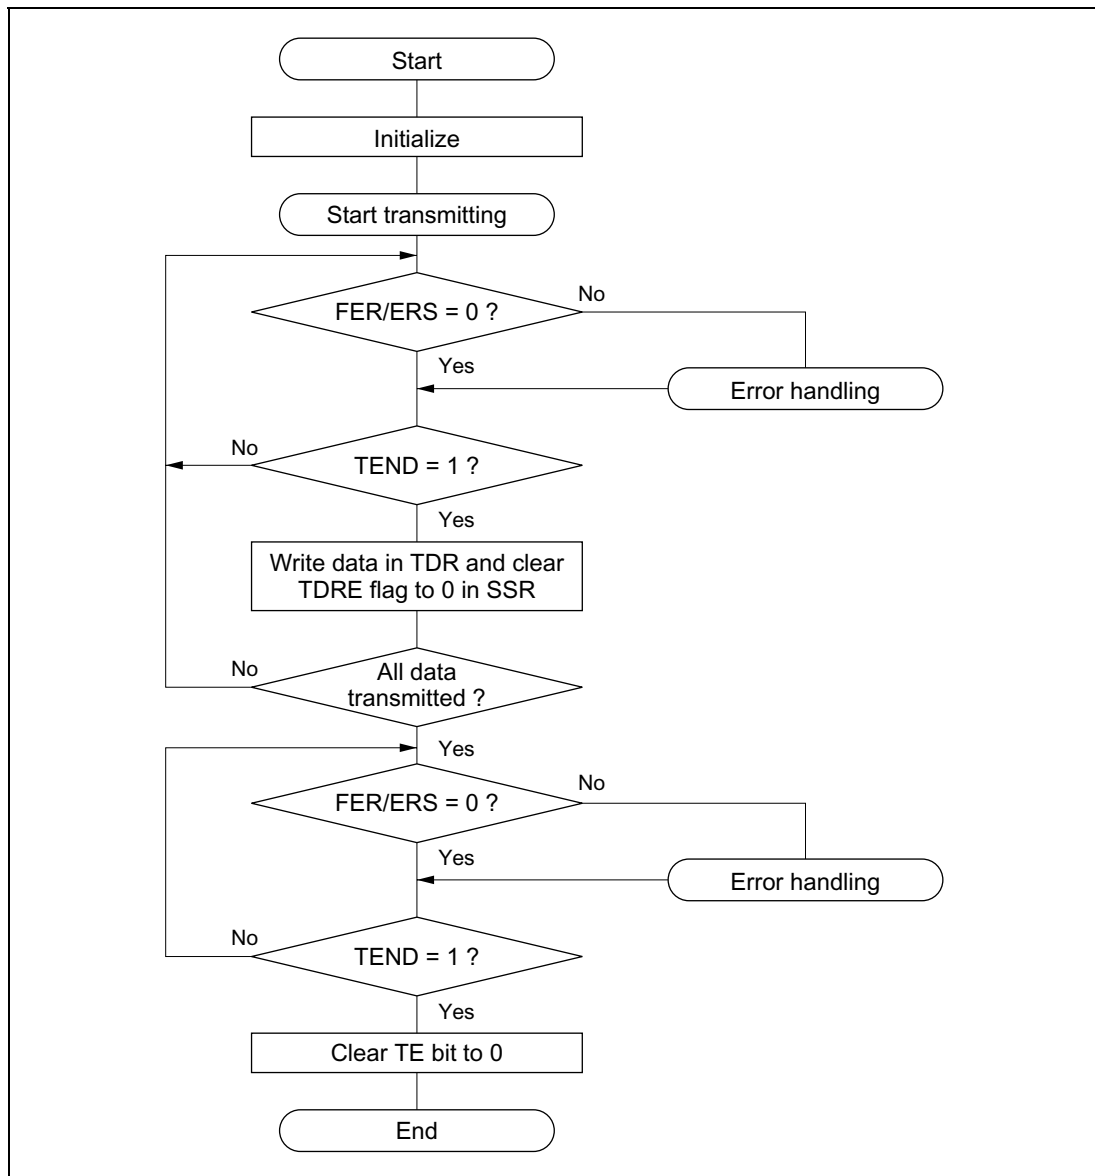 Start
Initialize
Start transmitting
FER/ERS = 0 ?
No
Yes
Error handling
No
TEND = 1 ?
Yes
Write data in TDR and clear
TDRE flag to 0 in SSR
No
All data
transmitted ?
Yes
FER/ERS = 0 ?
No
Yes
Error handling
No
TEND = 1 ?
Yes
Clear TE bit to 0
End